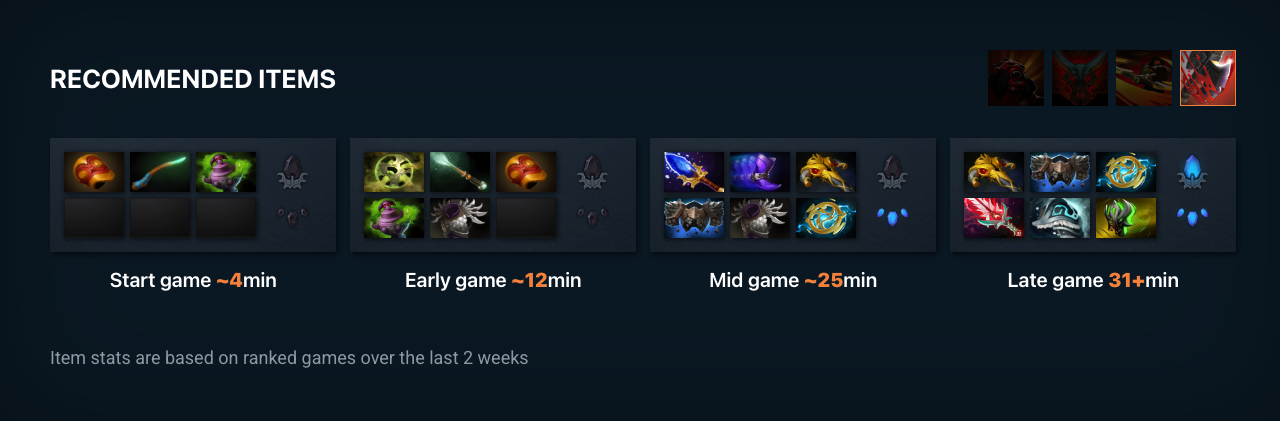 RECOMMENDED ITEMS
Start game ~4min
Early game ~12min
Mid game ~25min
Late game 31+min
Item stats are based on ranked games over the last 2 weeks